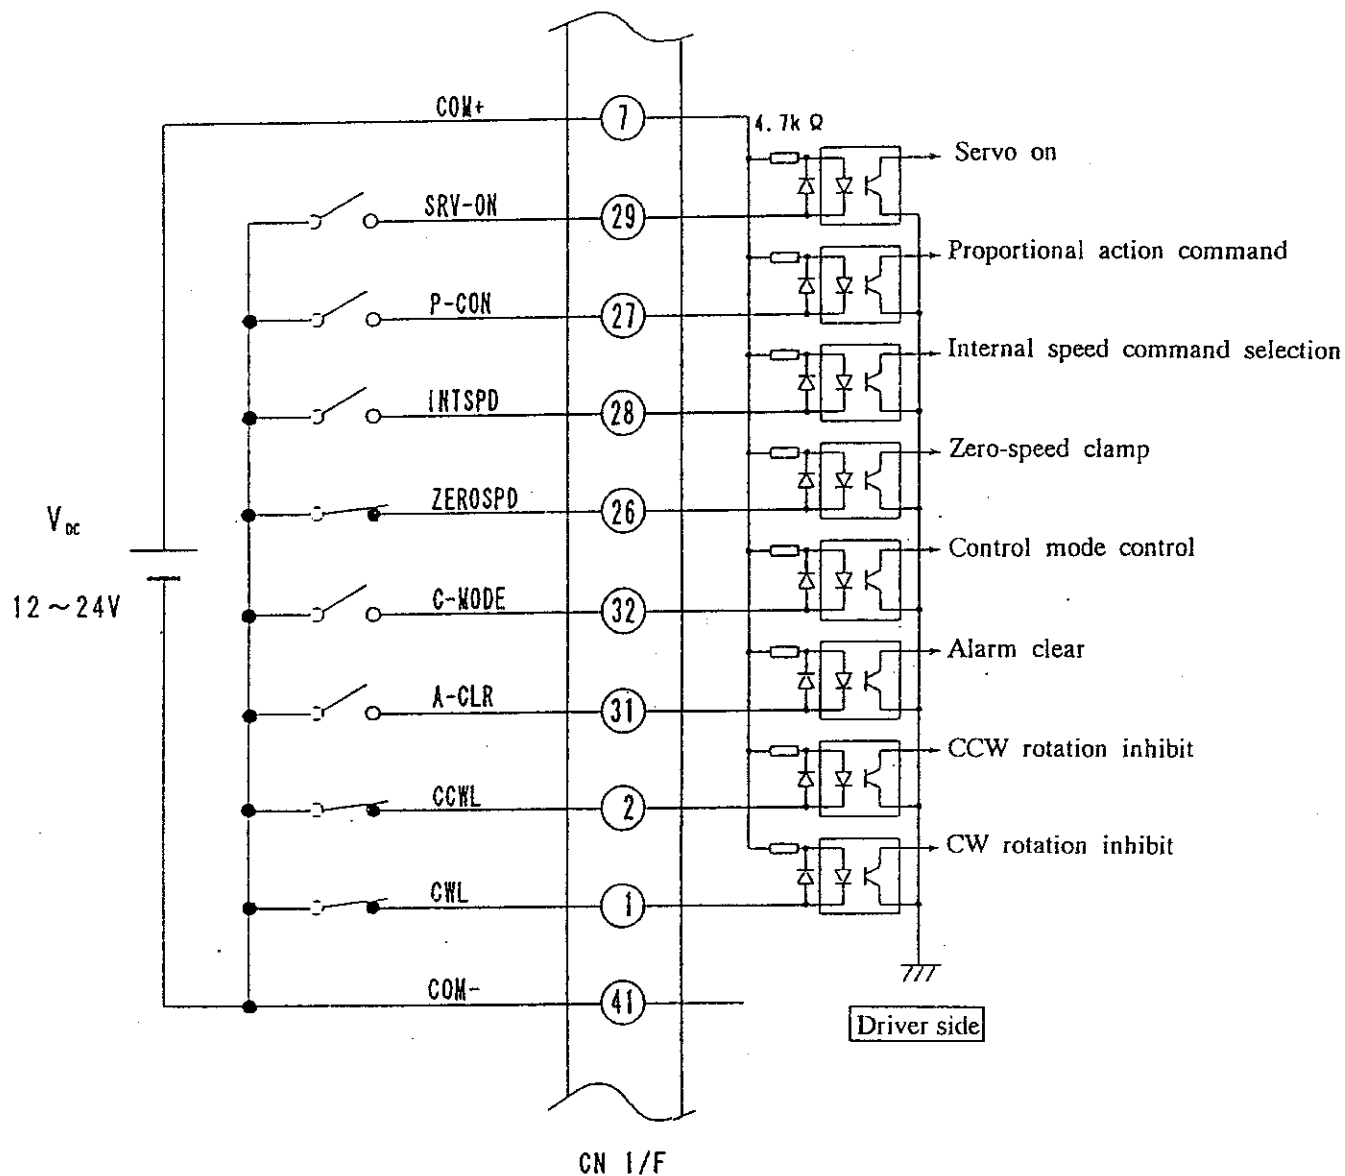 COM+
7
4.7kΩ
Servo on
SRV-ON
29
Proportional action command
P-CON
27
Internal speed command selection
INTSPD
28
Zero-speed clamp
ZEROSPD
26
VDC
12～24V
Control mode control
C-MODE
32
Alarm clear
A-CLR
31
CCW rotation inhibit
CCWL
2
CW rotation inhibit
CWL
1
COM-
41
Driver side
CN I/F